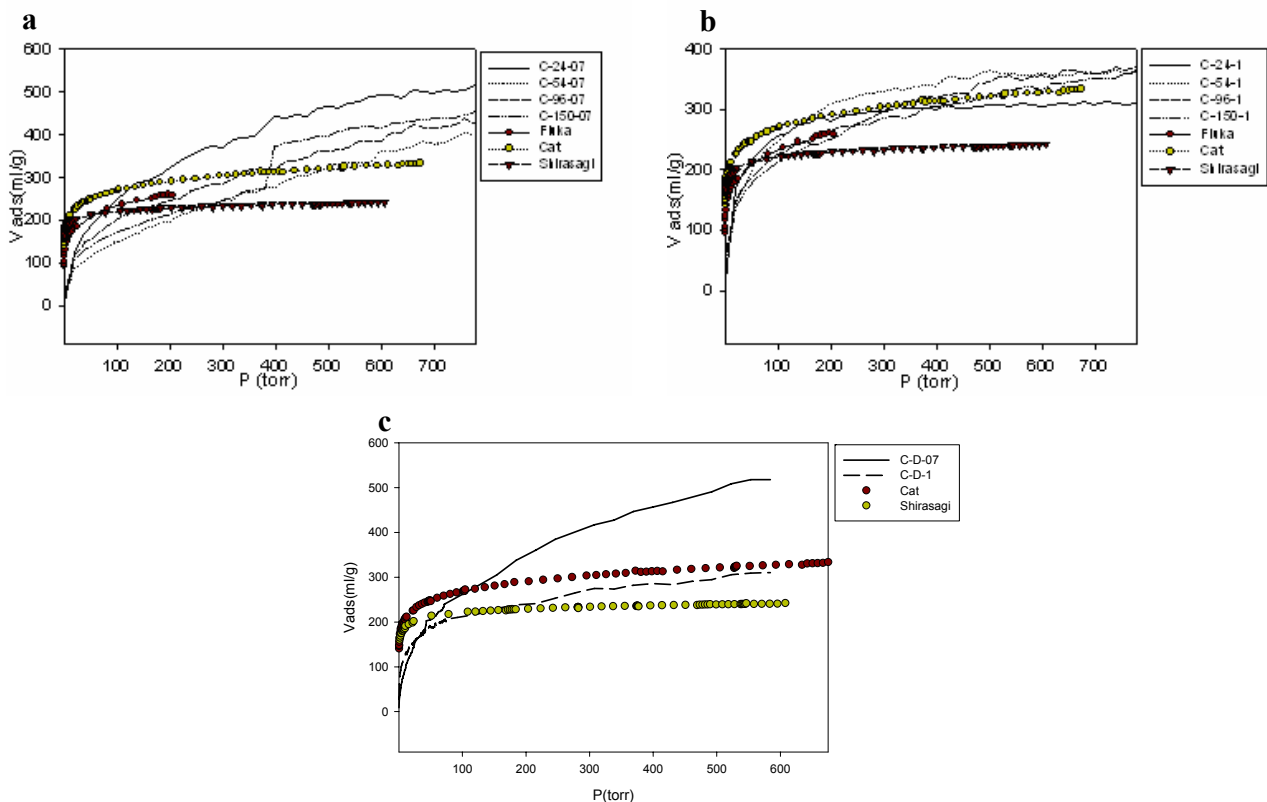 a
600
500
400
300
200
100
0
V ads(ml/g)
100 200 300 400 500 600 700
P (torr)
C-24-07
C-54-07
C-96-07
C-150-07
Fluka
Cat
Shirasagi
b
400
300
200
100
0
V ads(ml/g)
100 200 300 400 500 600 700
P (torr)
C-24-1
C-54-1
C-96-1
C-150-1
Fluka
Cat
Shirasagi
c
600
500
400
300
200
100
0
Vads(ml/g)
100 200 300 400 500 600
P(torr)
C-D-07
C-D-1
Cat
Shirasagi